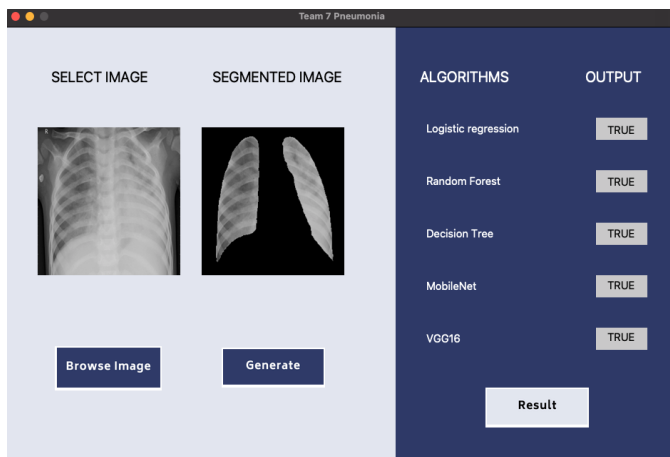 Team 7 Pneumonia
SELECT IMAGE
SEGMENTED IMAGE
Browse Image
Generate
ALGORITHMS
OUTPUT
Logistic regression
TRUE
Random Forest
TRUE
Decision Tree
TRUE
MobileNet
TRUE
VGG16
TRUE
Result